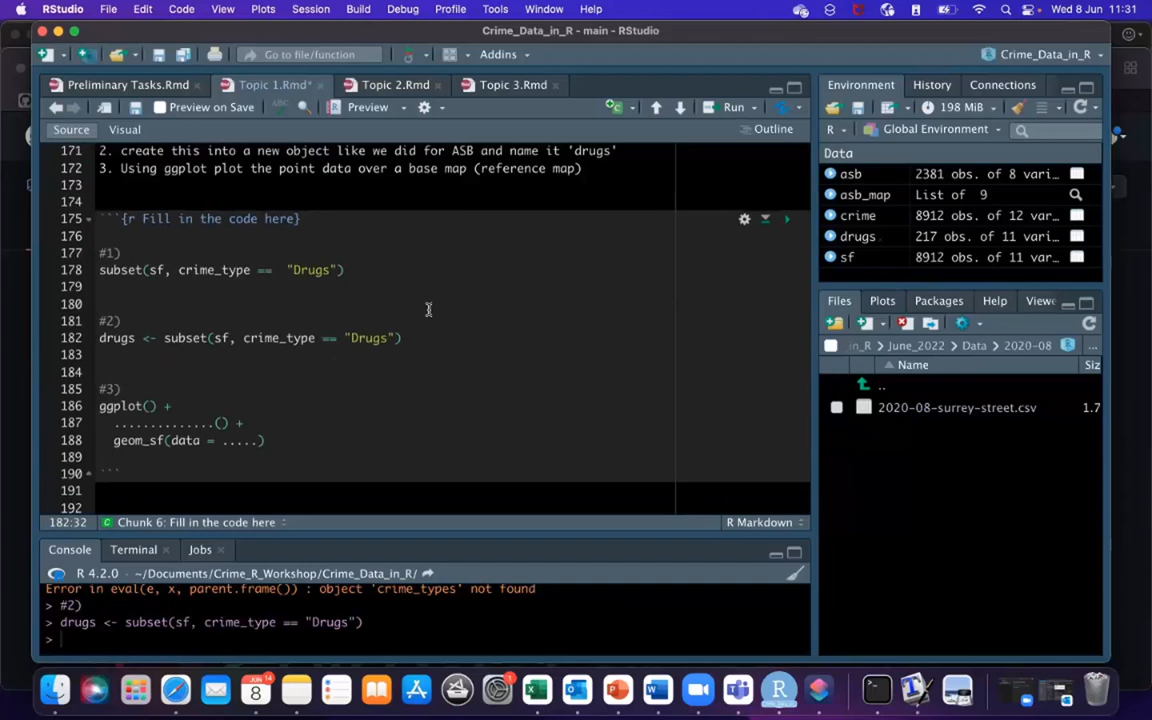 RStudio File Edit Code View Plots Session Build Debug Profile Tools Window Help Wed 8 Jun 11:31
Crime_Data_in_R - main - RStudio
Go to file/function Addins Crime_Data_in_R
Preliminary Tasks.Rmd Topic 1.Rmd* Topic 2.Rmd Topic 3.Rmd
Preview on Save ABC Preview Run
Source Visual Outline
171 2. create this into a new object like we did for ASB and name it 'drugs'
172 3. Using ggplot plot the point data over a base map (reference map)
173
174
175 ```{r Fill in the code here}
176
177 #1)
178 subset(sf, crime_type ==  "Drugs")
179
180
181 #2)
182 drugs <- subset(sf, crime_type == "Drugs")
183
184
185 #3)
186 ggplot() +
187 ..............() +
188 geom_sf(data = .....)
189
190 ```
191
192
182:32 Chunk 6: Fill in the code here R Markdown
Console Terminal Jobs
R 4.2.0 · ~/Documents/Crime_R_Workshop/Crime_Data_in_R/
Error in eval(e, x, parent.frame()) : object 'crime_types' not found
> #2)
> drugs <- subset(sf, crime_type == "Drugs")
>
Environment History Connections
198 MiB
R Global Environment
Data
asb 2381 obs. of 8 vari…
asb_map List of 9
crime 8912 obs. of 12 vari…
drugs 217 obs. of 11 vari…
sf 8912 obs. of 11 vari…
Files Plots Packages Help Viewe
in_R > June_2022 > Data > 2020-08 ...
Name Siz
..
2020-08-surrey-street.csv 1.7